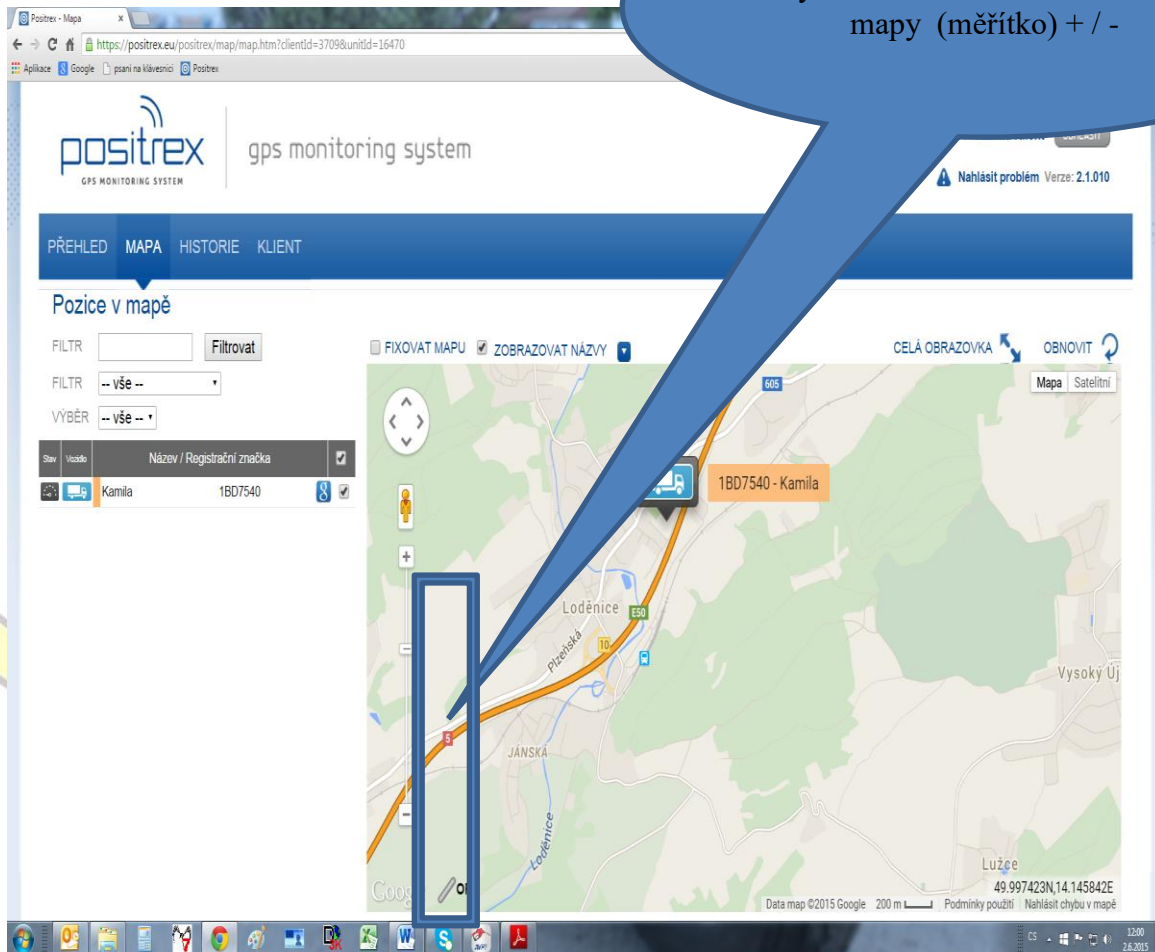 mapy (měřítko) + / -
Positrex - Mapa
https://positrex.eu/positrex/map/map.htm?clientId=3709&unitId=16470
Aplikace Google psaní na klávesnici Positrex
positrex
GPS MONITORING SYSTEM
gps monitoring system
Nahlásit problém Verze: 2.1.010
PŘEHLED MAPA HISTORIE KLIENT
Pozice v mapě
FILTR Filtrovat
FIXOVAT MAPU ZOBRAZOVAT NÁZVY CELÁ OBRAZOVKA OBNOVIT
FILTR -- vše --
VÝBĚR -- vše --
Stav Vozidlo Název / Registrační značka
Kamila 1BD7540
605
Mapa Satelitní
1BD7540 - Kamila
Loděnice
E50
Plzeňská
10
Vysoký Új
5
JÁNSKÁ
Loděnice
Lužce
49.997423N,14.145842E
Data map ©2015 Google 200 m Podmínky použití Nahlásit chybu v mapě
CS 12:00
2.6.2015